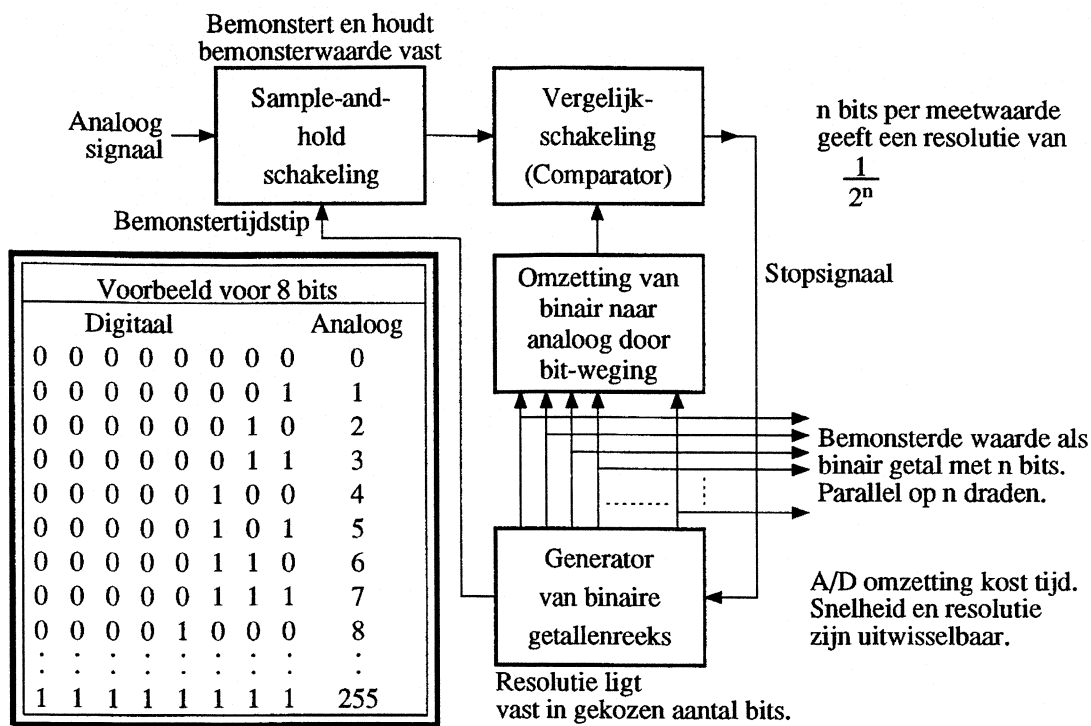 Bemonstert en houdt
bemonsterwaarde vast
Analoog
signaal
Sample-and-
hold
schakeling
Vergelijk-
schakeling
(Comparator)
n bits per meetwaarde
geeft een resolutie van
1
2ⁿ
Bemonstertijdstip
Stopsignaal
Omzetting van
binair naar
analoog door
bit-weging
Voorbeeld voor 8 bits
Digitaal Analoog
0 0 0 0 0 0 0 0 0
0 0 0 0 0 0 0 1 1
0 0 0 0 0 0 1 0 2
0 0 0 0 0 0 1 1 3
0 0 0 0 0 1 0 0 4
0 0 0 0 0 1 0 1 5
0 0 0 0 0 1 1 0 6
0 0 0 0 0 1 1 1 7
0 0 0 0 1 0 0 0 8
. . . . . . . . .
. . . . . . . . .
1 1 1 1 1 1 1 1 255
Bemonsterde waarde als
binair getal met n bits.
Parallel op n draden.
Generator
van binaire
getallenreeks
A/D omzetting kost tijd.
Snelheid en resolutie
zijn uitwisselbaar.
Resolutie ligt
vast in gekozen aantal bits.